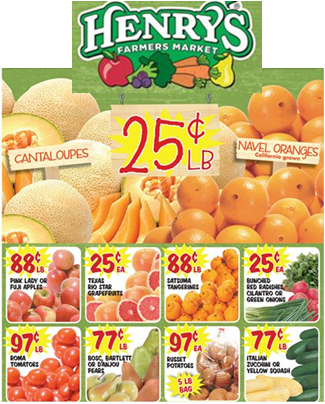 HENRY'S
FARMERS MARKET
CANTALOUPES
25¢
LB
NAVEL ORANGES
California grown
88¢
LB
PINK LADY OR
FUJI APPLES
25¢
EA
TEXAS
RIO STAR
GRAPEFRUITS
88¢
LB
SATSUMA
TANGERINES
25¢
EA
BUNCHED
RED RADISHES
CILANTRO OR
GREEN ONIONS
97¢
LB
ROMA
TOMATOES
77¢
LB
BOSC, BARTLETT
OR D'ANJOU
PEARS
97¢
EA
RUSSET
POTATOES
5 LB
BAG
77¢
LB
ITALIAN
ZUCCHINI OR
YELLOW SQUASH